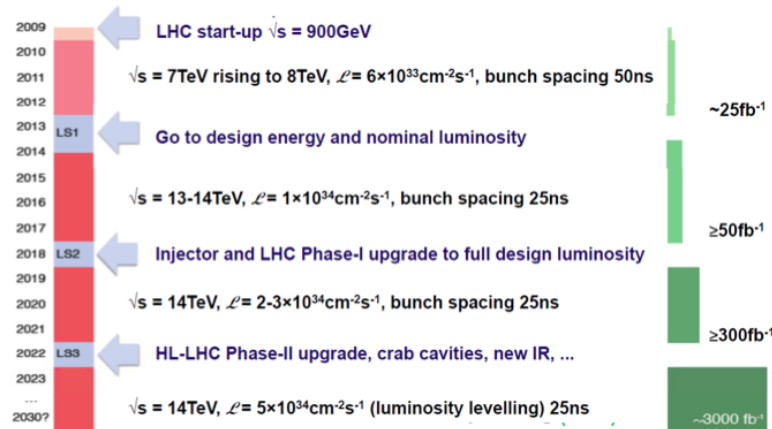 2009
LHC start-up √s = 900GeV
2010
2011
√s = 7TeV rising to 8TeV, ℒ = 6×10³³cm⁻²s⁻¹, bunch spacing 50ns
2012
~25fb⁻¹
2013
LS1
Go to design energy and nominal luminosity
2014
2015
2016
√s = 13-14TeV, ℒ = 1×10³⁴cm⁻²s⁻¹, bunch spacing 25ns
2017
≥50fb⁻¹
2018
LS2
Injector and LHC Phase-I upgrade to full design luminosity
2019
2020
√s = 14TeV, ℒ = 2-3×10³⁴cm⁻²s⁻¹, bunch spacing 25ns
2021
≥300fb⁻¹
2022
LS3
HL-LHC Phase-II upgrade, crab cavities, new IR, ...
2023
...
√s = 14TeV, ℒ = 5×10³⁴cm⁻²s⁻¹ (luminosity levelling) 25ns
2030?
~3000 fb⁻¹